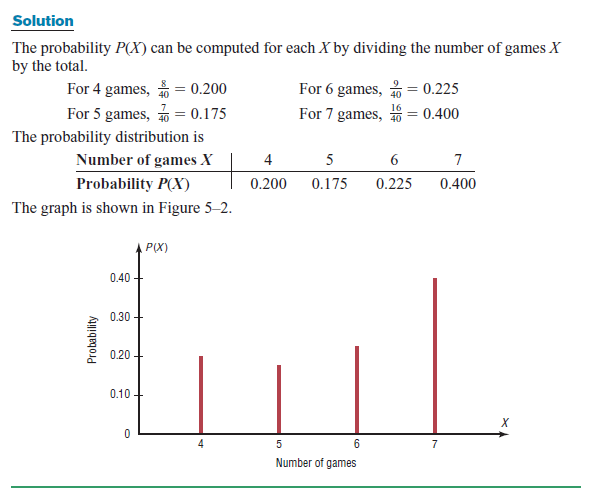 Solution
The probability P(X) can be computed for each X by dividing the number of games X
by the total.
For 4 games, 8/40 = 0.200 For 6 games, 9/40 = 0.225
For 5 games, 7/40 = 0.175 For 7 games, 16/40 = 0.400
The probability distribution is
Number of games X 4 5 6 7
Probability P(X) 0.200 0.175 0.225 0.400
The graph is shown in Figure 5–2.
P(X)
0.40
0.30
0.20
0.10
0
Probability
X
4 5 6 7
Number of games